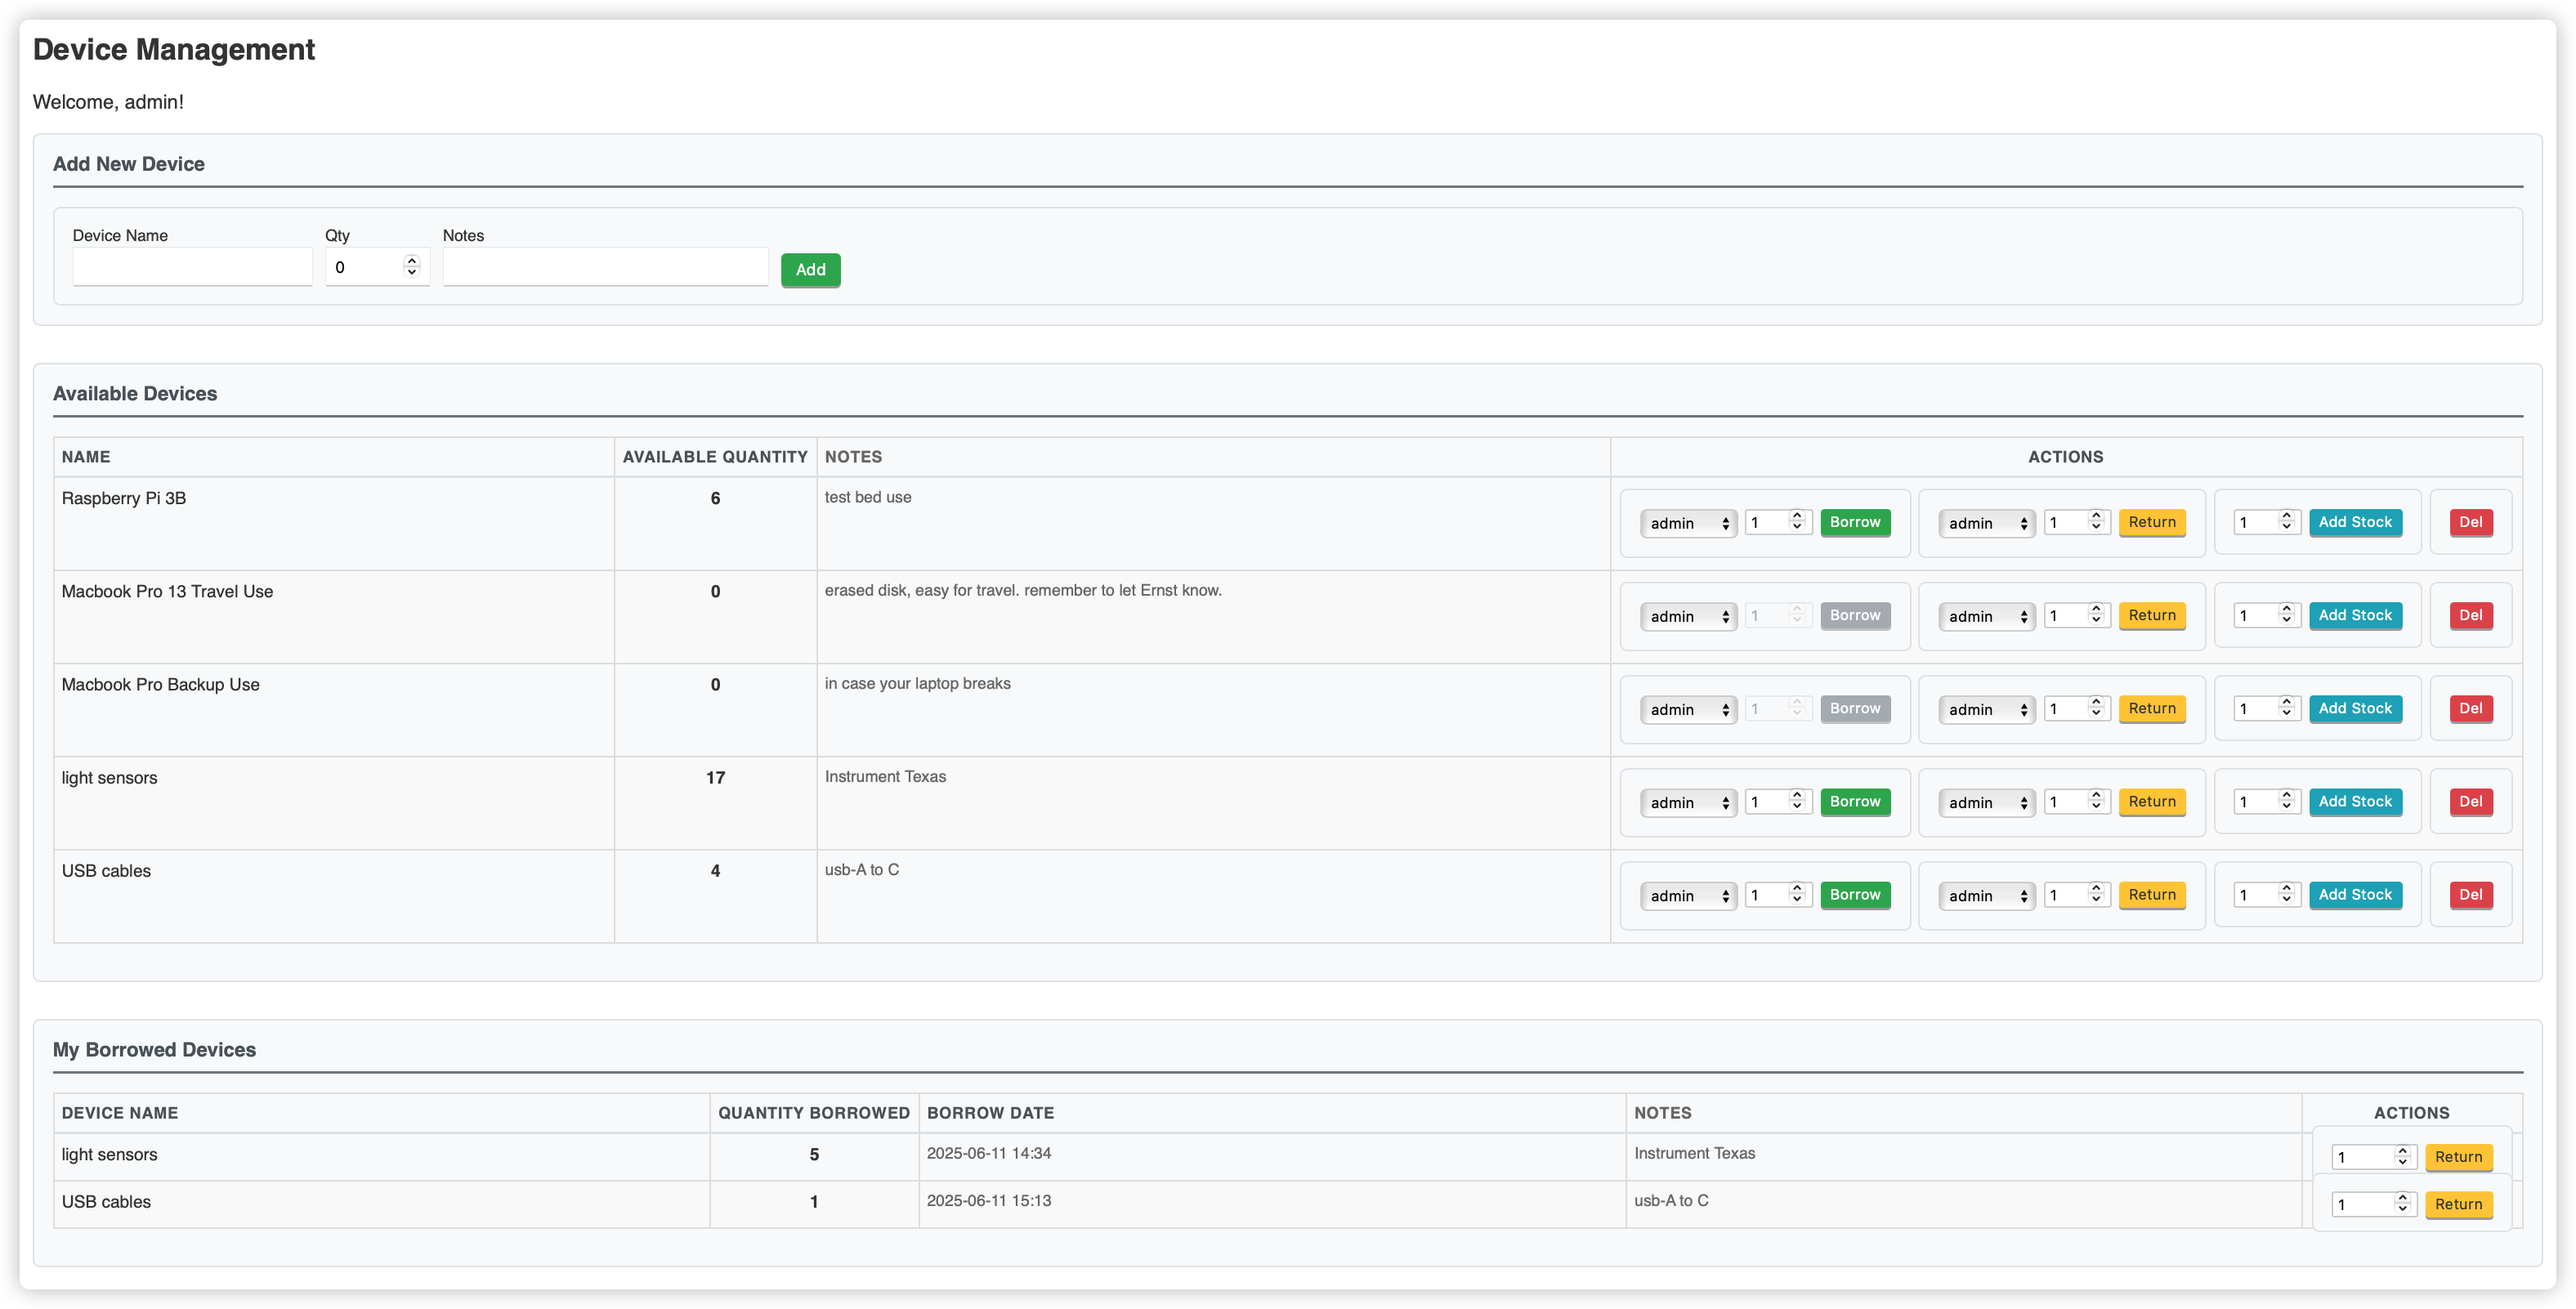 Device Management
Welcome, admin!
Add New Device
Device Name Qty Notes
0 Add
Available Devices
NAME AVAILABLE QUANTITY NOTES ACTIONS
Raspberry Pi 3B 6 test bed use admin 1 Borrow admin 1 Return 1 Add Stock Del
Macbook Pro 13 Travel Use 0 erased disk, easy for travel. remember to let Ernst know. admin 1 Borrow admin 1 Return 1 Add Stock Del
Macbook Pro Backup Use 0 in case your laptop breaks admin 1 Borrow admin 1 Return 1 Add Stock Del
light sensors 17 Instrument Texas admin 1 Borrow admin 1 Return 1 Add Stock Del
USB cables 4 usb-A to C admin 1 Borrow admin 1 Return 1 Add Stock Del
My Borrowed Devices
DEVICE NAME QUANTITY BORROWED BORROW DATE NOTES ACTIONS
light sensors 5 2025-06-11 14:34 Instrument Texas 1 Return
USB cables 1 2025-06-11 15:13 usb-A to C 1 Return